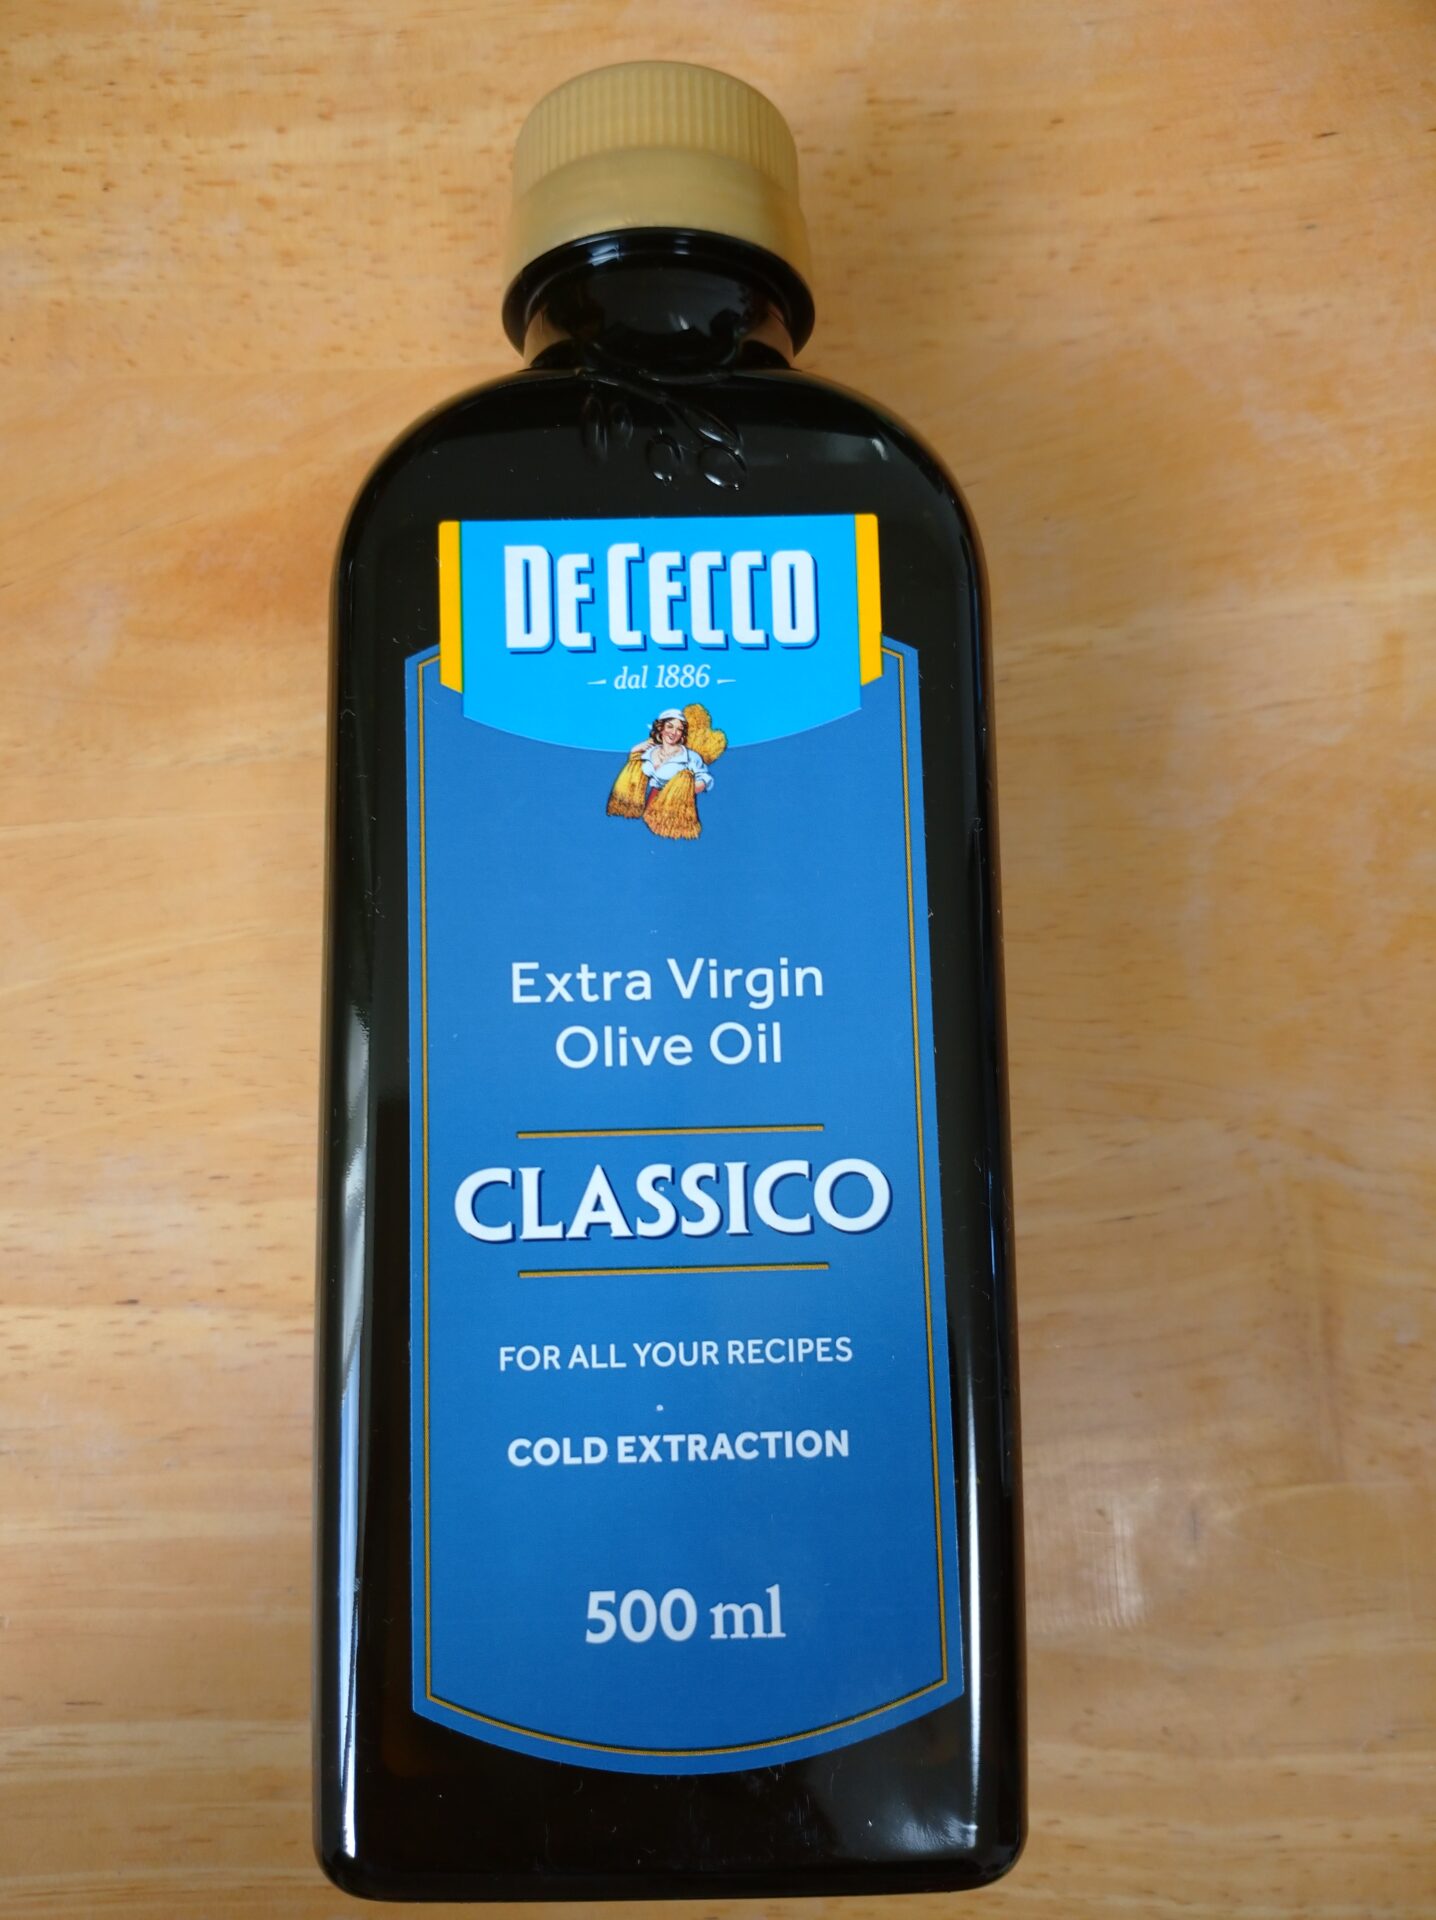 DE CECCO
– dal 1886 –
Extra Virgin
Olive Oil
CLASSICO
FOR ALL YOUR RECIPES
COLD EXTRACTION
500 ml